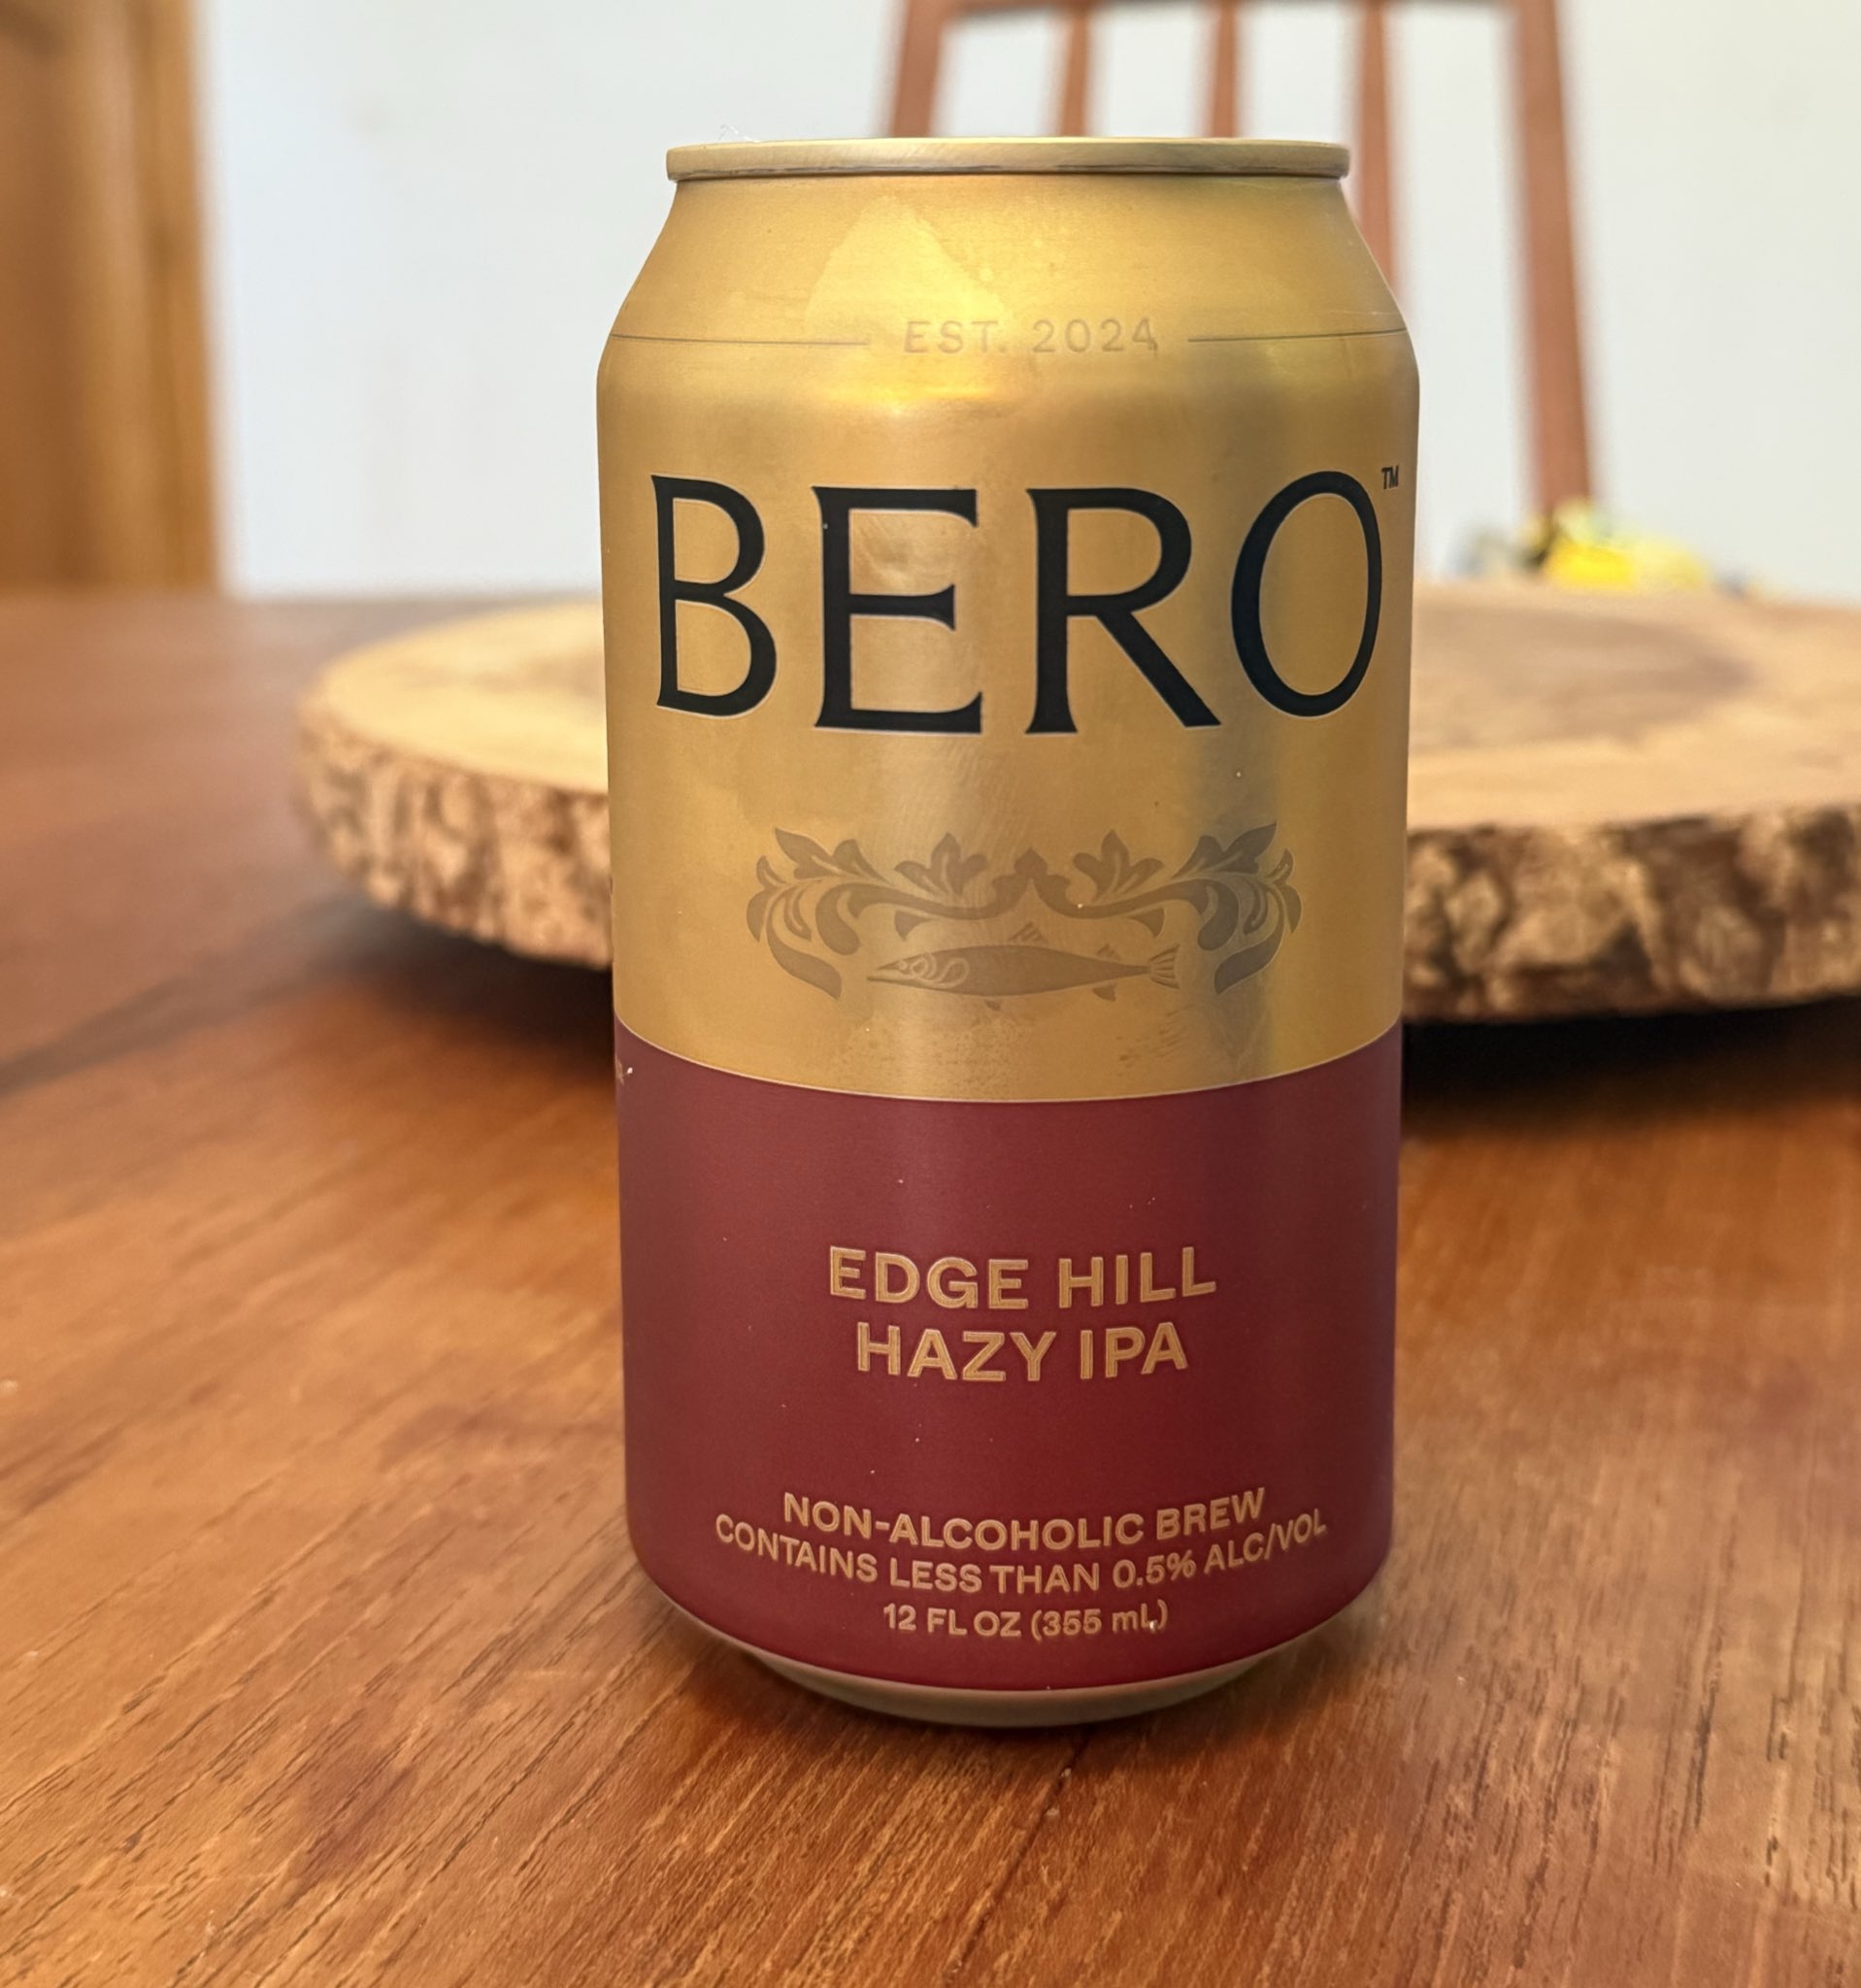 EST. 2024
BERO™
EDGE HILL
HAZY IPA
NON-ALCOHOLIC BREW
CONTAINS LESS THAN 0.5% ALC/VOL
12 FL OZ (355 mL)